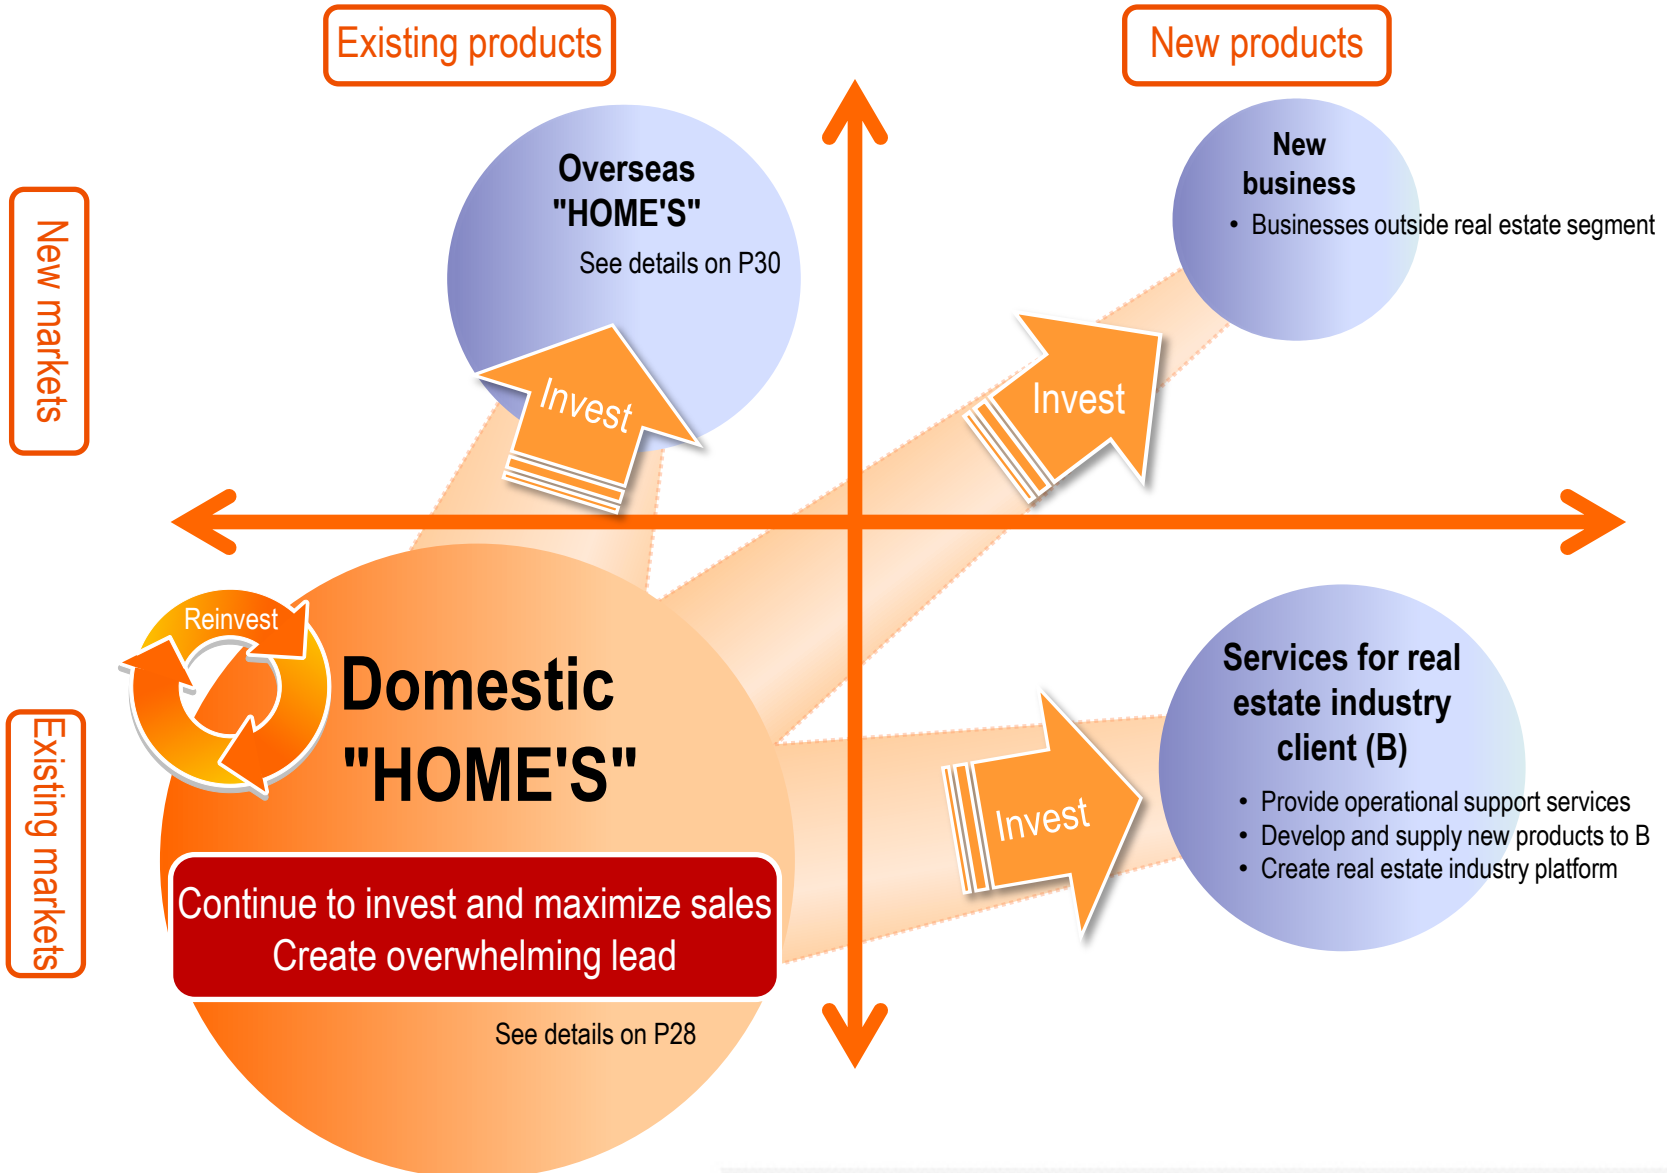 Existing products
New products
New markets
Overseas
"HOME'S"
See details on P30
New
business
• Businesses outside real estate segment
Invest
Invest
Existing markets
Reinvest
Domestic
"HOME'S"
Continue to invest and maximize sales
Create overwhelming lead
See details on P28
Invest
Services for real
estate industry
client (B)
• Provide operational support services
• Develop and supply new products to B
• Create real estate industry platform